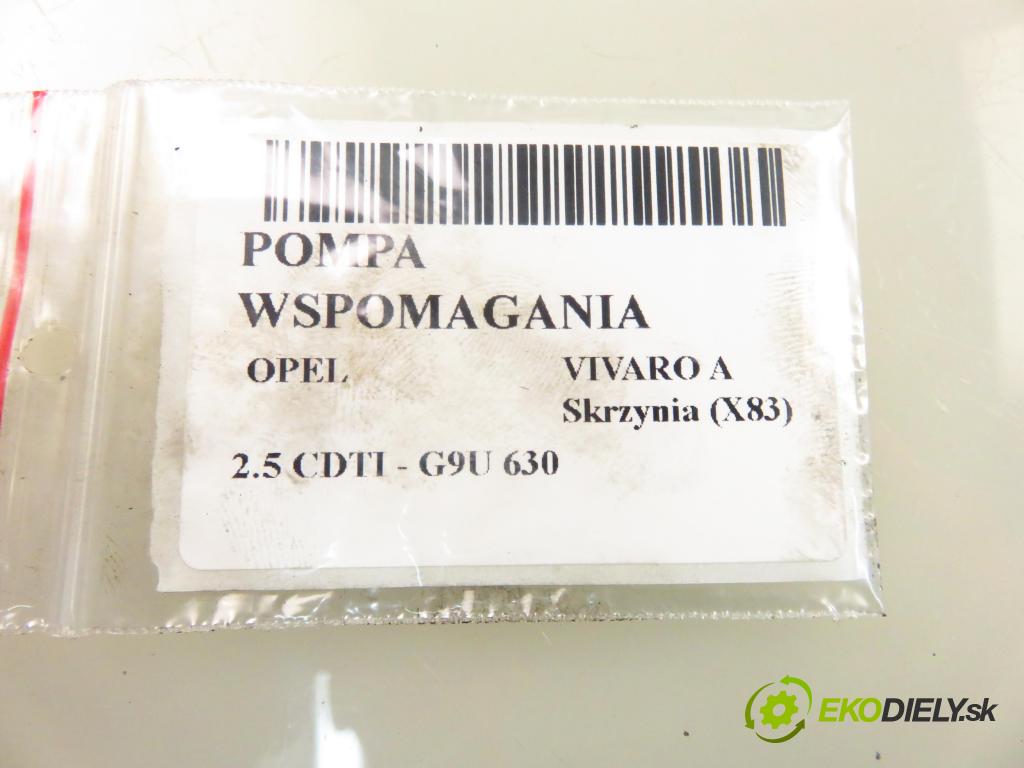 POMPA
WSPOMAGANIA
OPEL VIVARO A
Skrzynia (X83)
2.5 CDTI - G9U 630
EKODIELY.sk